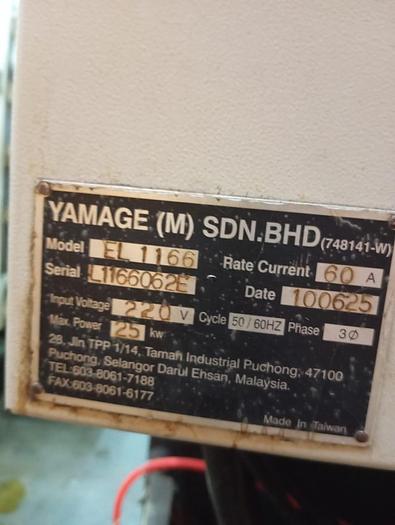 YAMAGE (M) SDN.BHD (748141-W)
Model EL1166 Rate Current 60 A
Serial L1166062E Date 100625
Input Voltage 220 V Cycle 50/60HZ Phase 3Ø
Max. Power 25 kw
28, Jln TPP 1/14, Taman Industrial Puchong, 47100
Puchong, Selangor Darul Ehsan, Malaysia.
TEL:603-8061-7188
FAX:603-8061-6177
Made In Taiwan